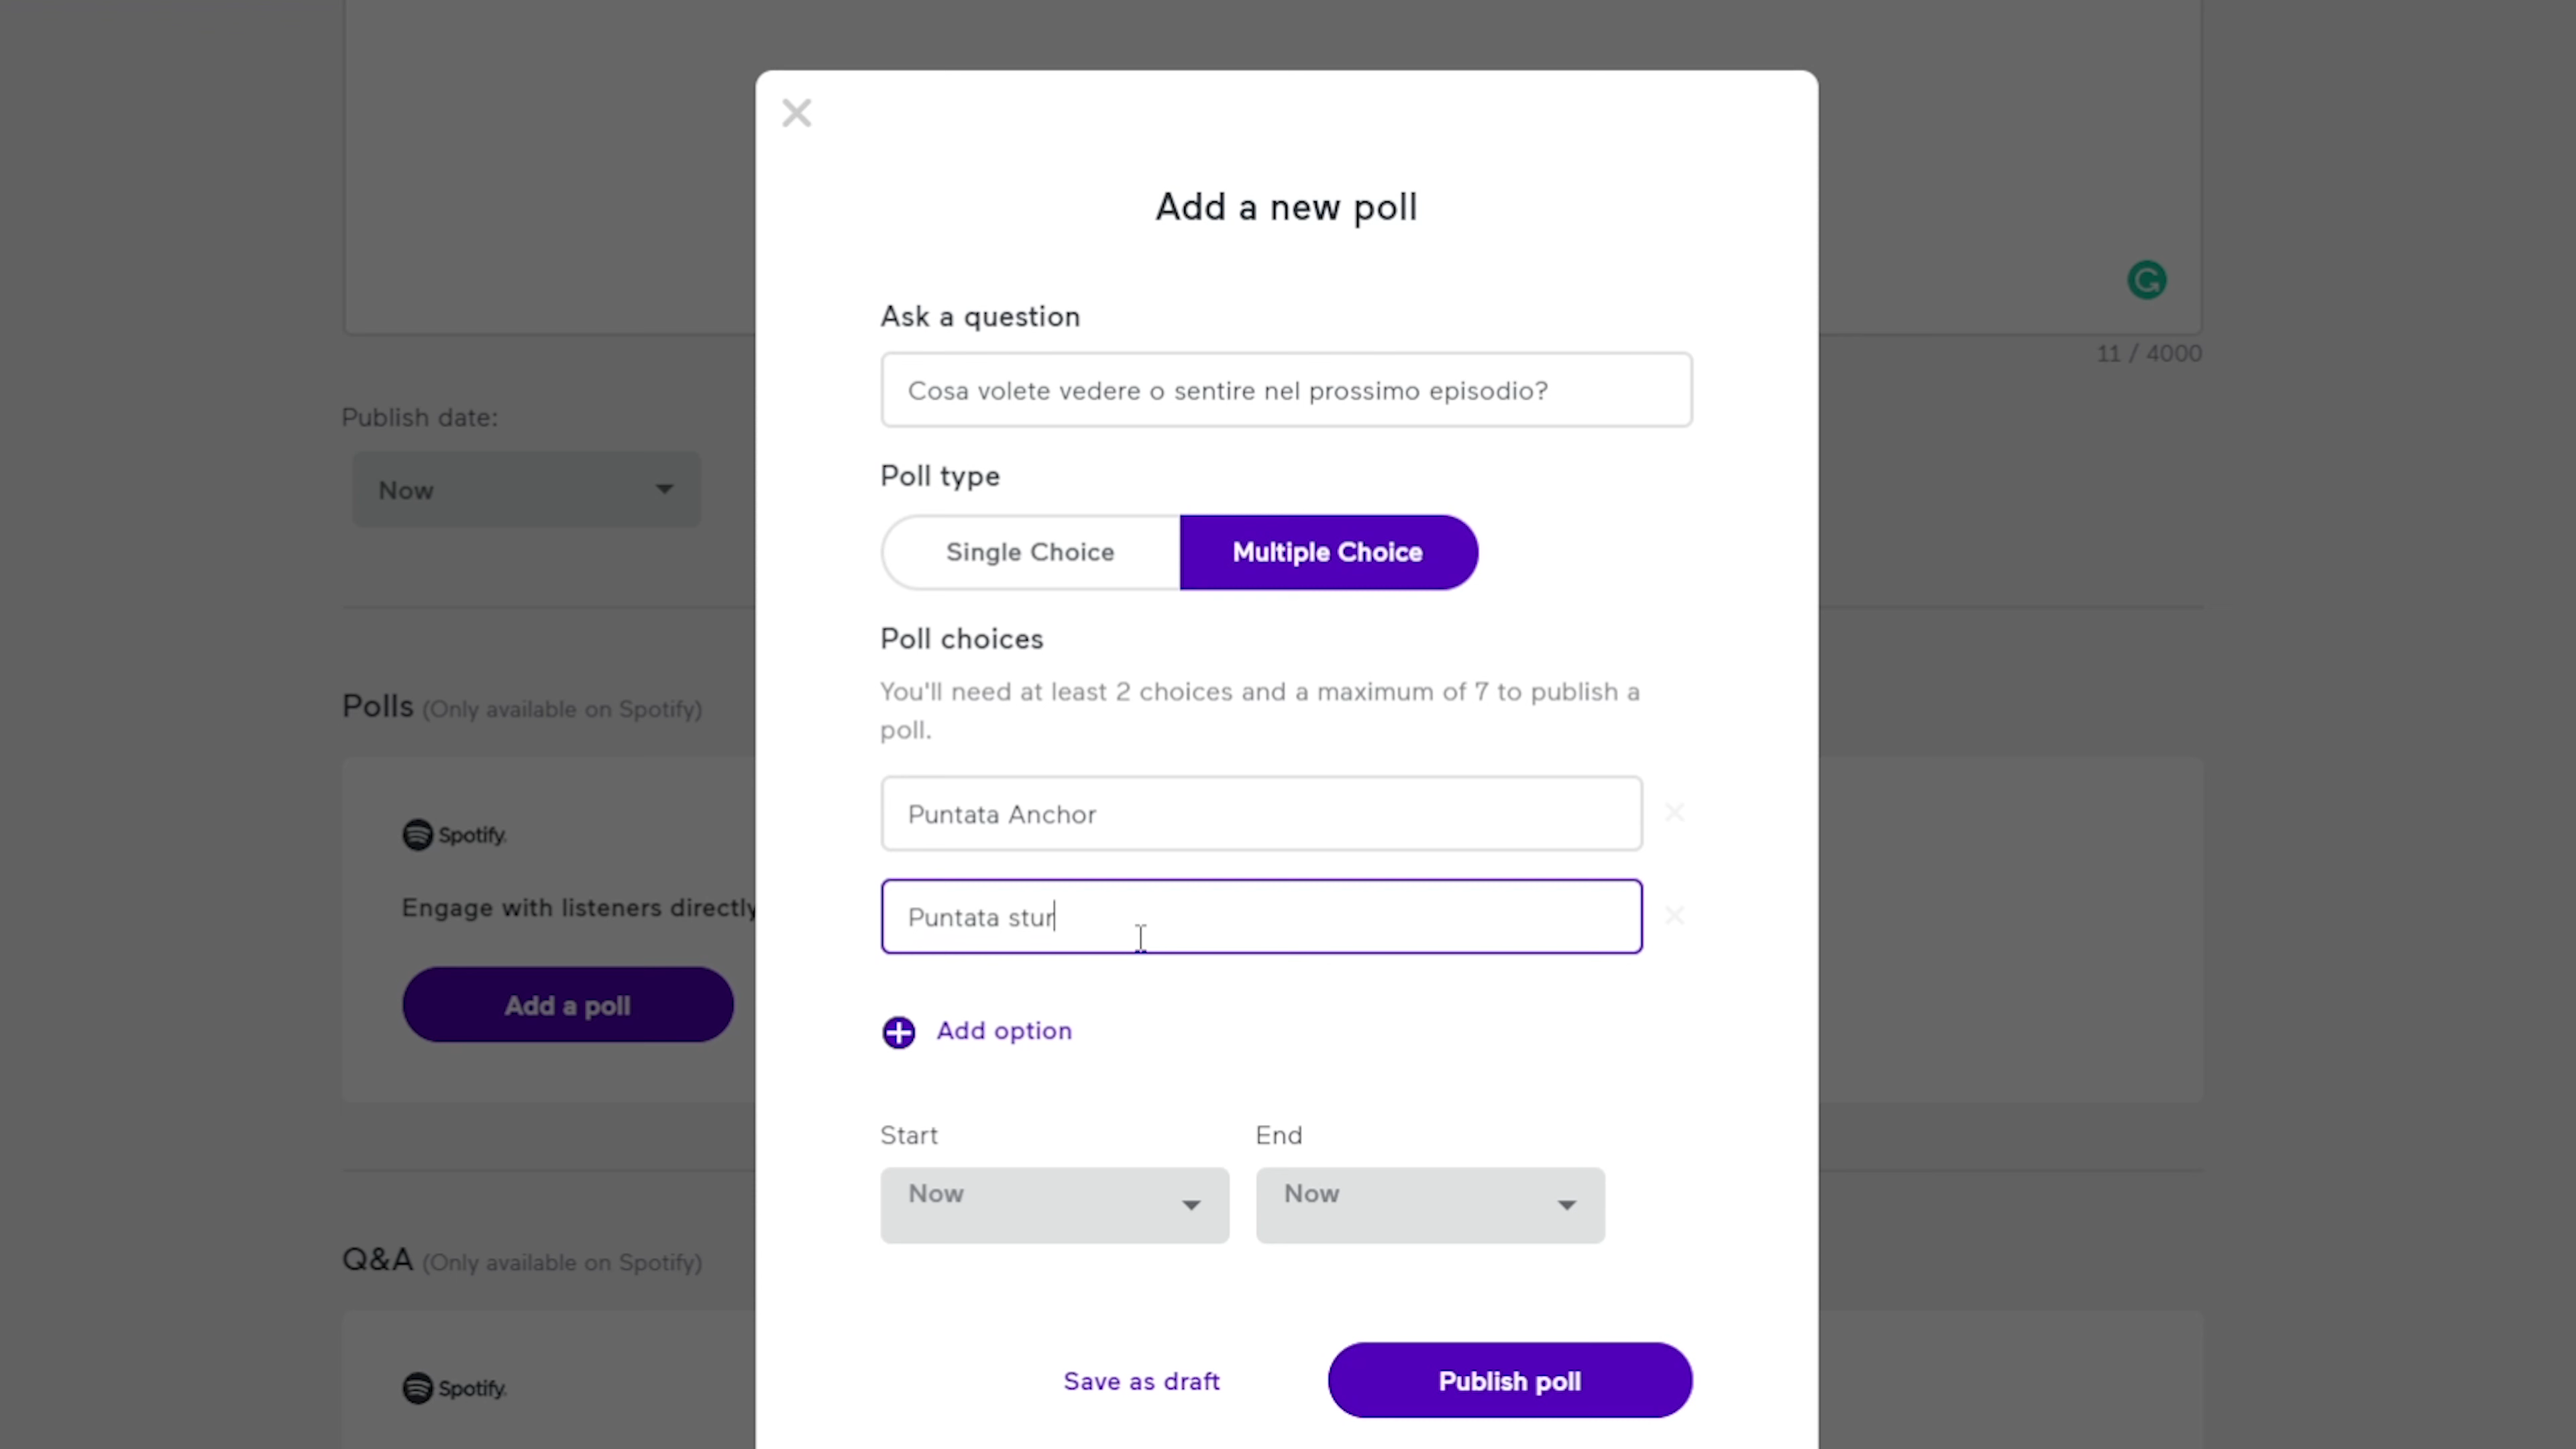 Add a new poll
Ask a question
Cosa volete vedere o sentire nel prossimo episodio?
11 / 4000
Publish date:
Now
Poll type
Single Choice
Multiple Choice
Poll choices
You'll need at least 2 choices and a maximum of 7 to publish a
poll.
Polls (Only available on Spotify)
Puntata Anchor
Spotify
Engage with listeners directly
Puntata stur
Add a poll
Add option
Start
End
Now
Now
Q&A (Only available on Spotify)
Spotify
Save as draft
Publish poll